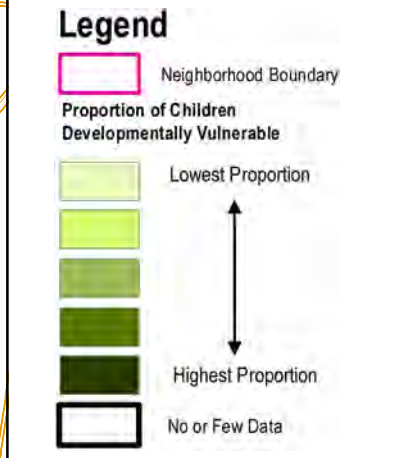 Legend
Neighborhood Boundary
Proportion of Children
Developmentally Vulnerable
Lowest Proportion
Highest Proportion
No or Few Data